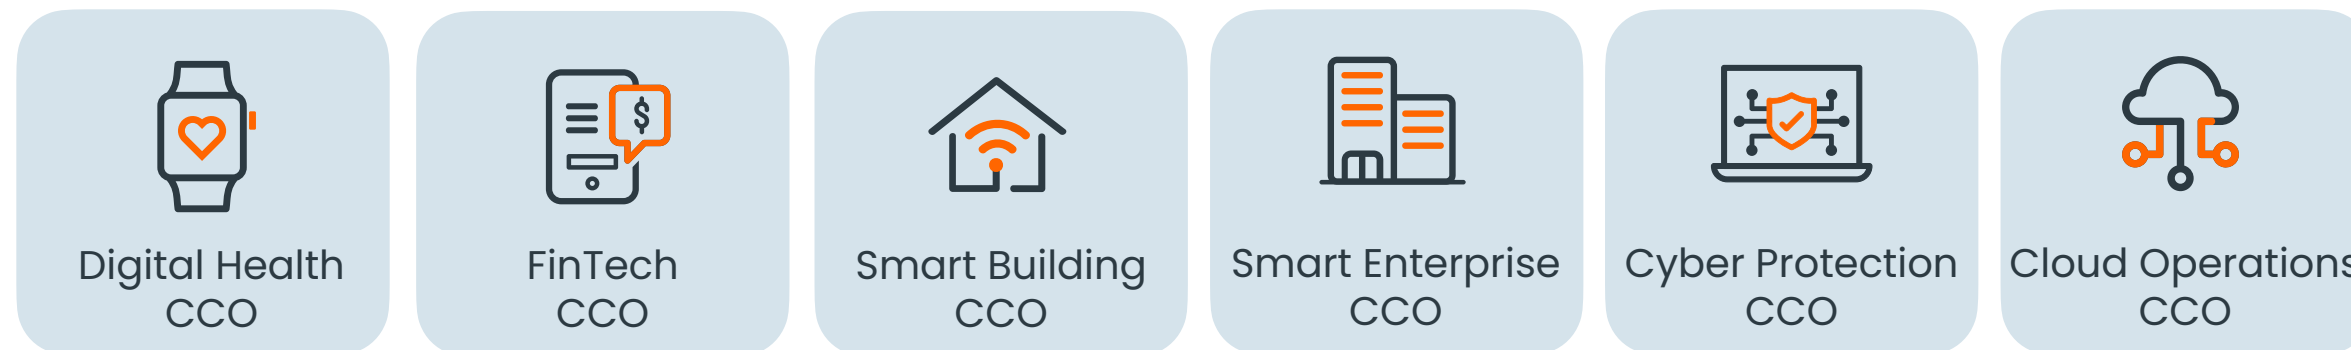 $
Digital Health
CCO
FinTech
CCO
Smart Building
CCO
Smart Enterprise
CCO
Cyber Protection
CCO
Cloud Operations
CCO